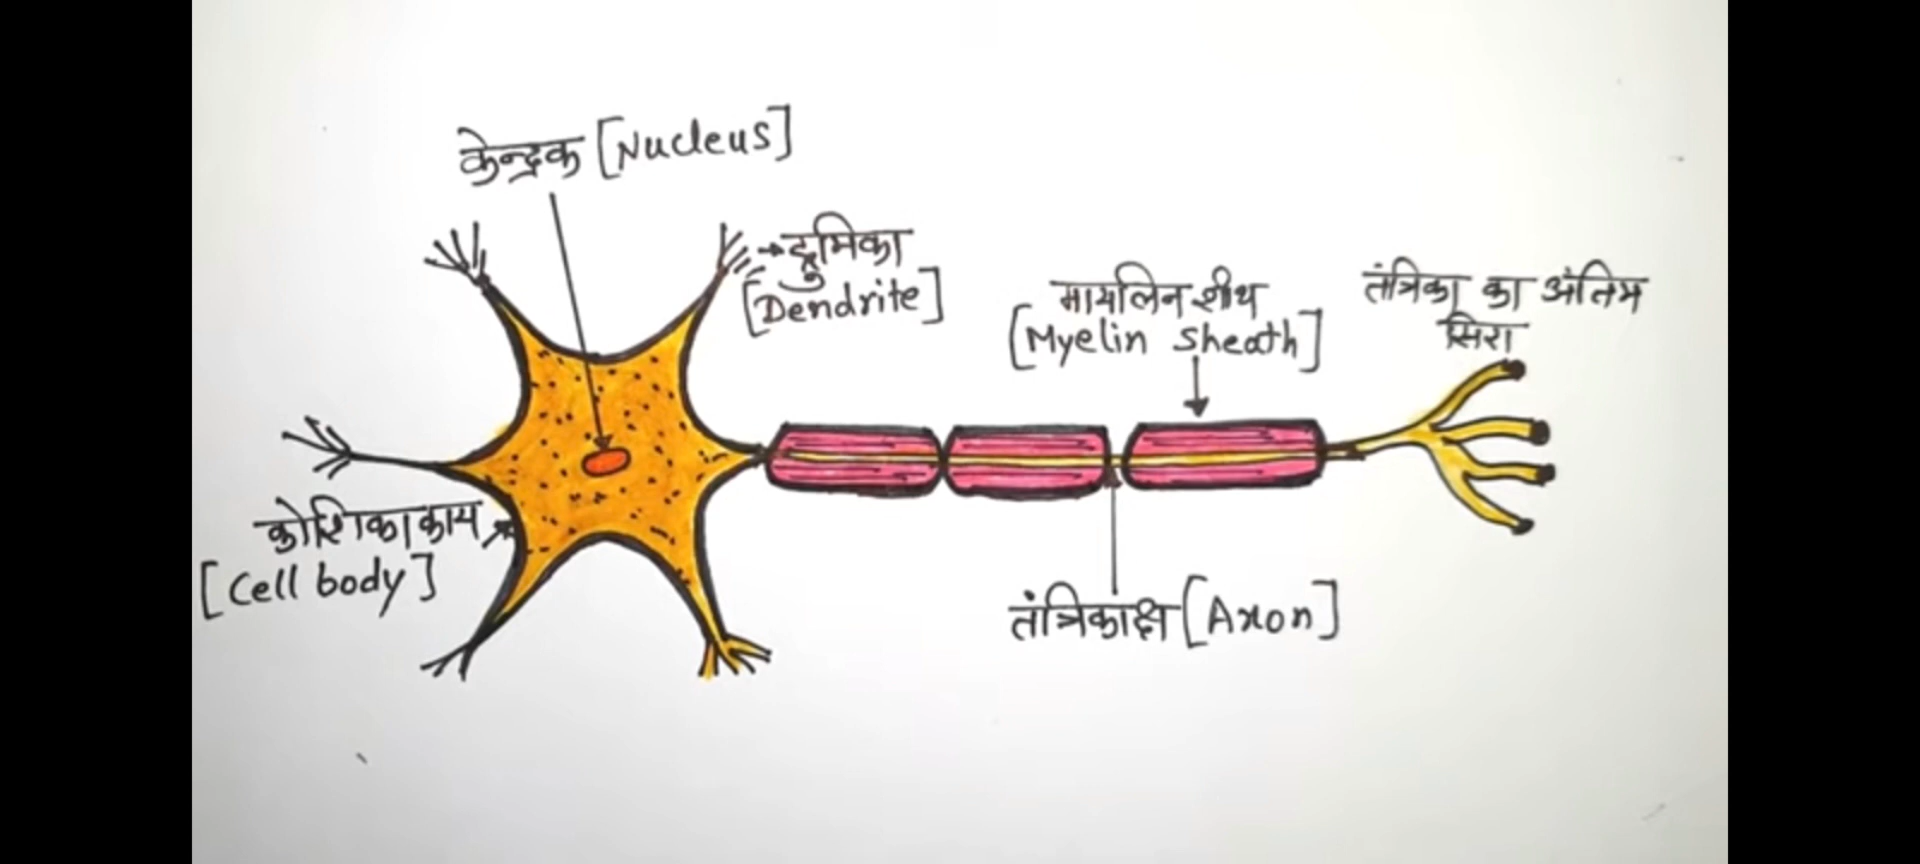 केन्द्रक [Nucleus]
द्रुमिका
[Dendrite]
मायलिन शीथ
[Myelin sheath]
तंत्रिका का अंतिम
सिरा
कोशिका काय
[Cell body]
तंत्रिकाक्ष [Axon]